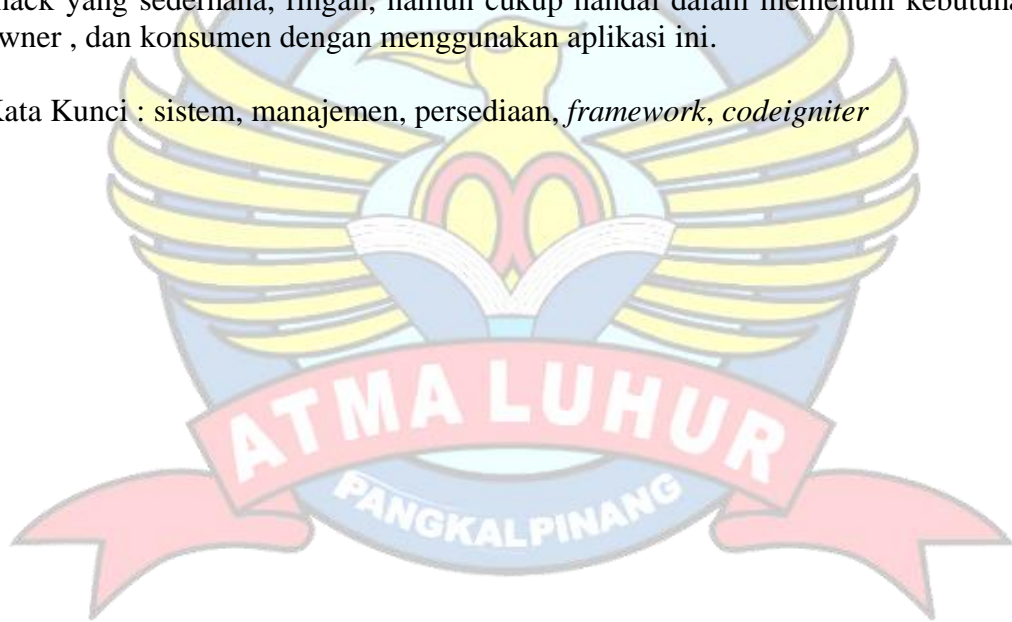 yang sederhana, ringan, namun cukup handal dalam memenuhi
, dan konsumen dengan menggunakan aplikasi ini.
Kata Kunci : sistem, manajemen, persediaan, framework, codeigniter
ATMA LUHUR
PANGKALPINANG